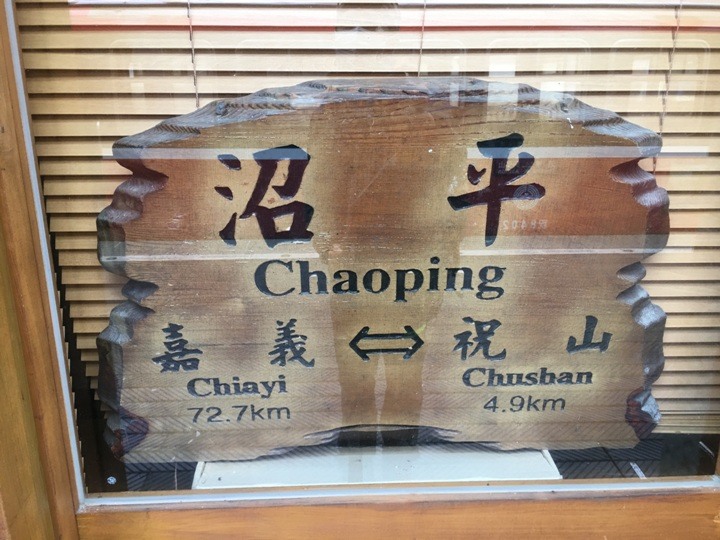 沼平
Chaoping
嘉義 ⇔ 祝山
Chiayi Chushan
72.7km 4.9km